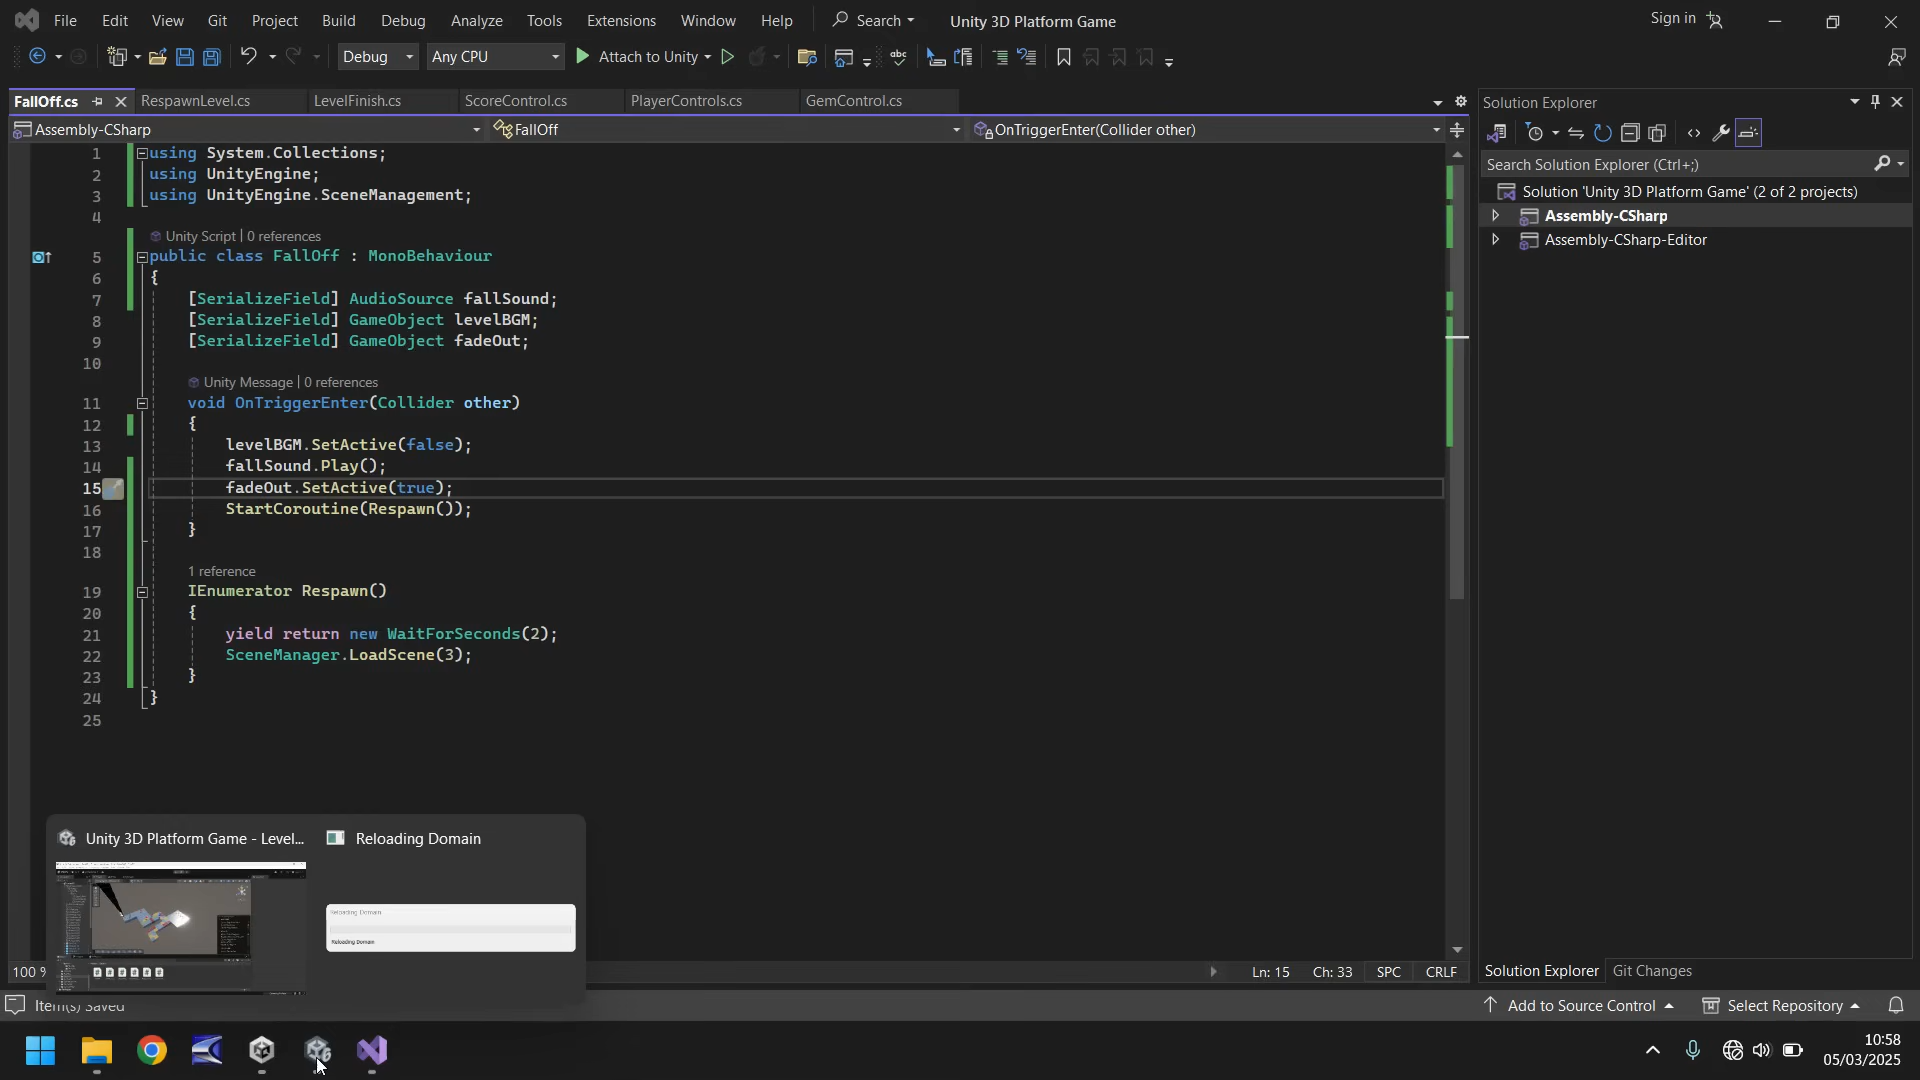 File Edit View Git Project Build Debug Test Analyze Tools Extensions Window Help Search Unity 3D Platform Game Sign in
Debug Any CPU Attach to Unity
FallOff.cs RespawnLevel.cs LevelFinish.cs ScoreControl.cs PlayerControls.cs GemControl.cs
Assembly-CSharp FallOff OnTriggerEnter(Collider other)
1 using System.Collections;
2 using UnityEngine;
3 using UnityEngine.SceneManagement;
4
Unity Script | 0 references
5 public class FallOff : MonoBehaviour
6 {
7 [SerializeField] AudioSource fallSound;
8 [SerializeField] GameObject levelBGM;
9 [SerializeField] GameObject fadeOut;
10
Unity Message | 0 references
11 void OnTriggerEnter(Collider other)
12 {
13 levelBGM.SetActive(false);
14 fallSound.Play();
15 fadeOut.SetActive(true);
16 StartCoroutine(Respawn());
17 }
18
1 reference
19 IEnumerator Respawn()
20 {
21 yield return new WaitForSeconds(2);
22 SceneManager.LoadScene(3);
23 }
24 }
25
Solution Explorer
Search Solution Explorer (Ctrl+;)
Solution 'Unity 3D Platform Game' (2 of 2 projects)
Assembly-CSharp
Assembly-CSharp-Editor
Unity 3D Platform Game - Level... Reloading Domain
Reloading Domain
Reloading Domain
100 % Ln: 15 Ch: 33 SPC CRLF
Solution Explorer Git Changes
Item(s) Saved Add to Source Control Select Repository
10:58
05/03/2025